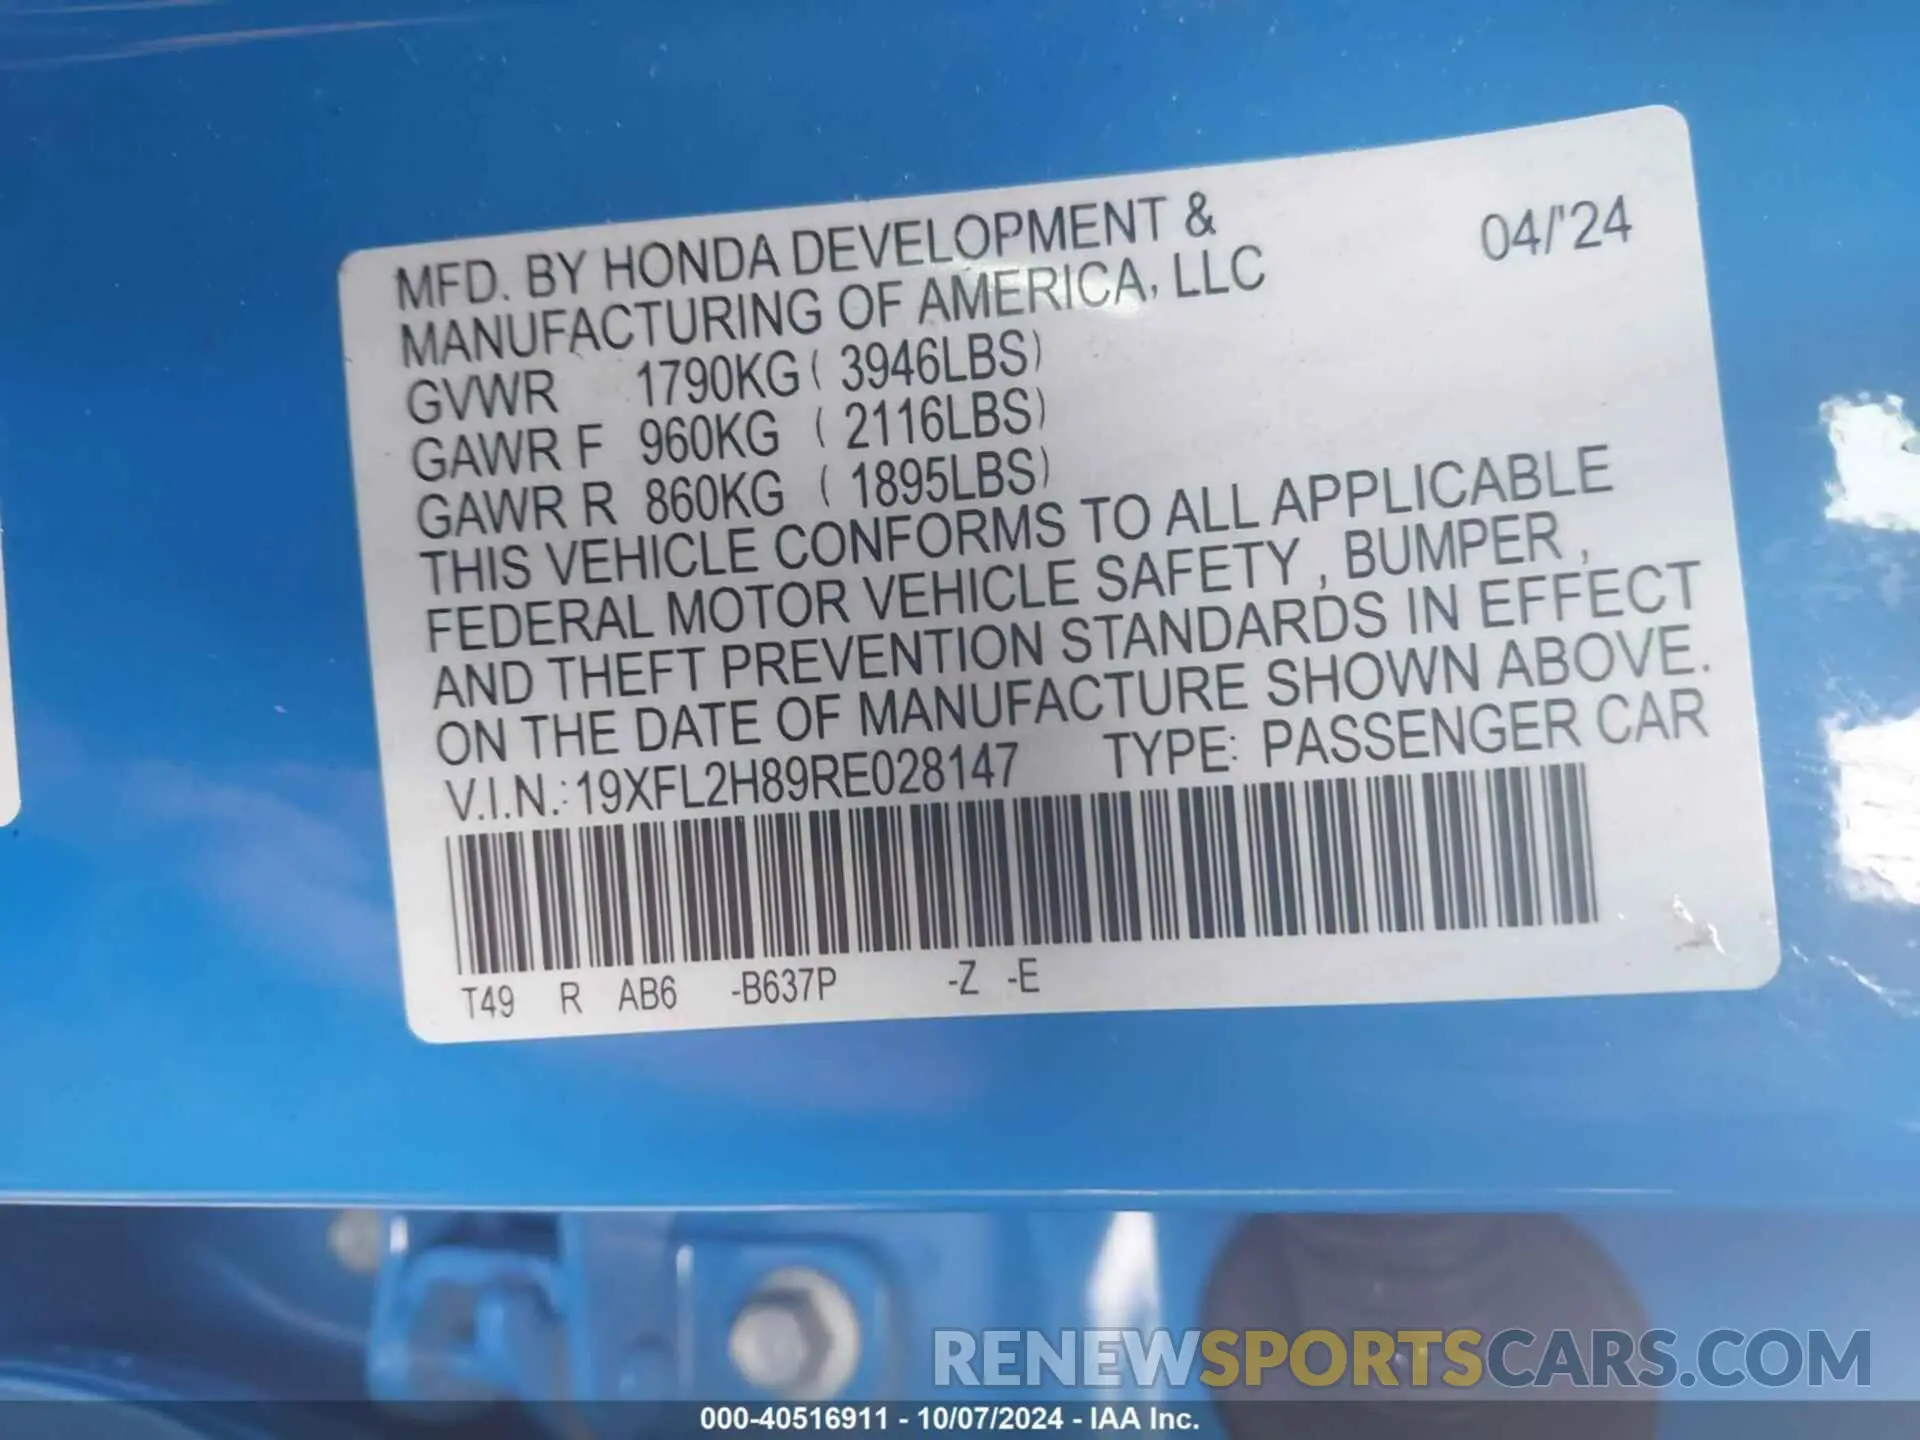 MFD. BY HONDA DEVELOPMENT & 04/'24
MANUFACTURING OF AMERICA, LLC
GVWR 1790KG ( 3946LBS)
GAWR F 960KG ( 2116LBS)
GAWR R 860KG ( 1895LBS)
THIS VEHICLE CONFORMS TO ALL APPLICABLE
FEDERAL MOTOR VEHICLE SAFETY , BUMPER ,
AND THEFT PREVENTION STANDARDS IN EFFECT
ON THE DATE OF MANUFACTURE SHOWN ABOVE.
V.I.N.: 19XFL2H89RE028147 TYPE: PASSENGER CAR
T49 R AB6 -B637P -Z -E
RENEWSPORTSCARS.COM
000-40516911 - 10/07/2024 - IAA Inc.